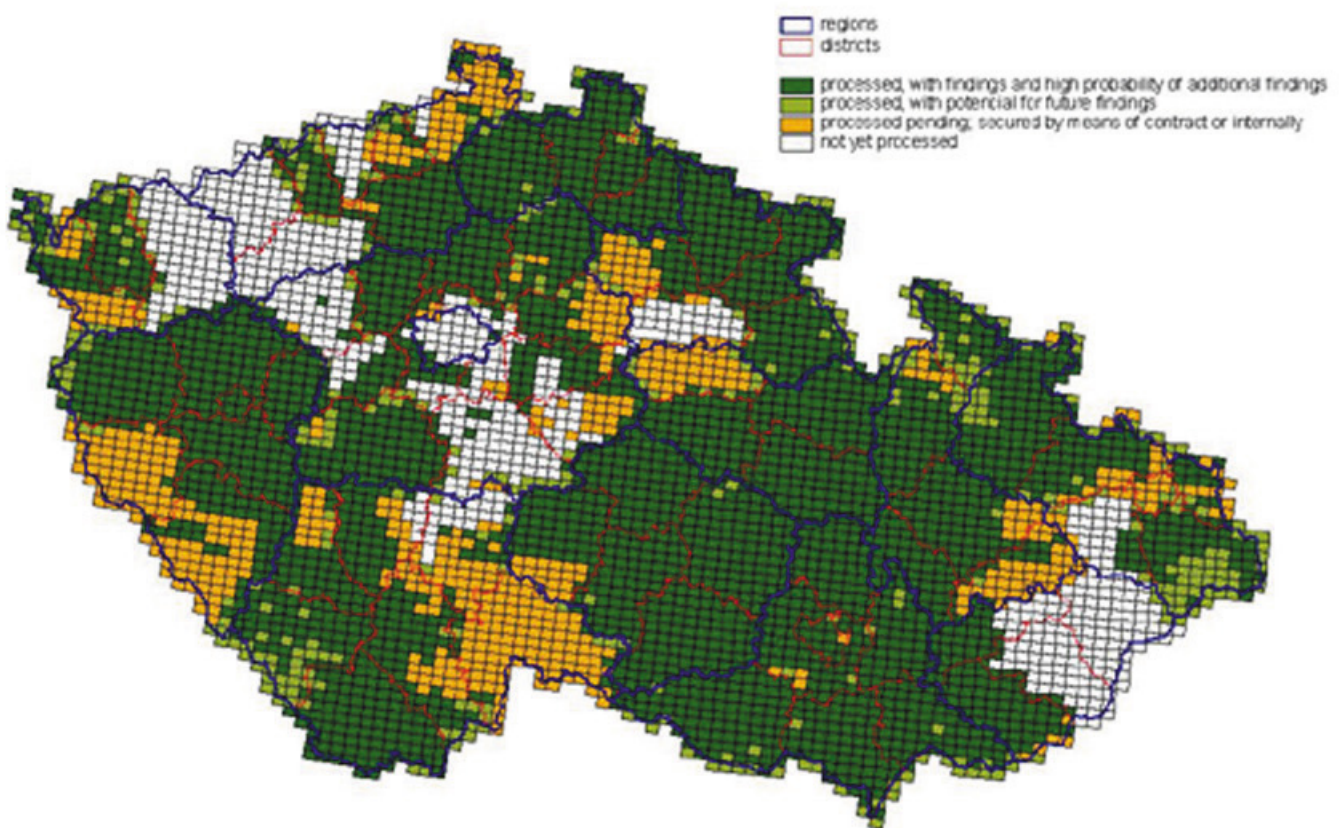 regions
districts
processed, with findings and high probability of additional findings
processed, with potencial for future findings
processed pending; secured by means of contract or internally
not yet processed